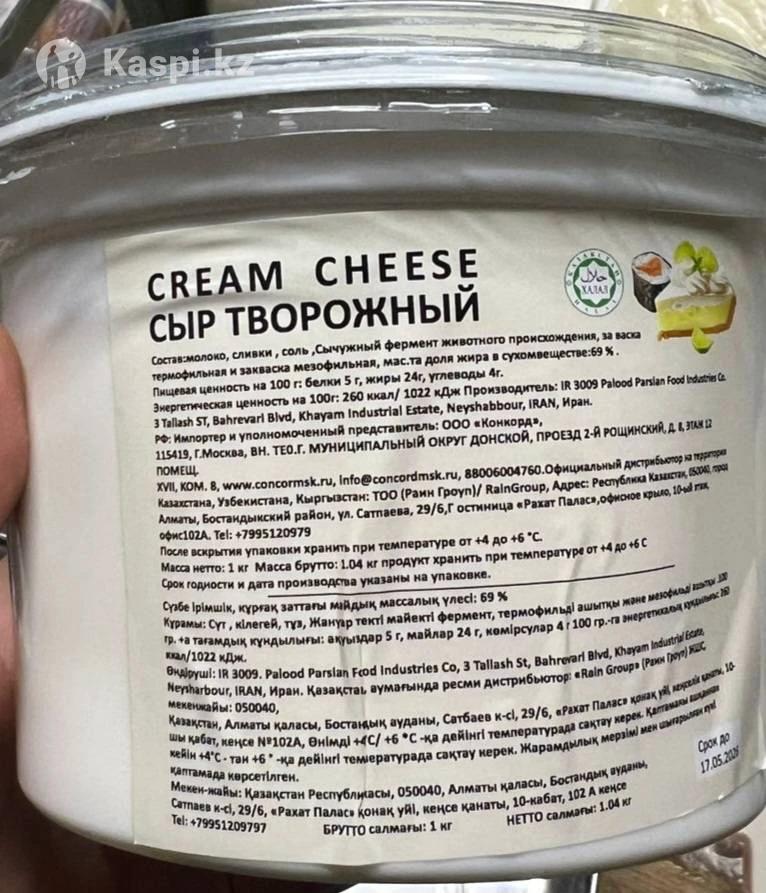 Kaspi.kz
CREAM CHEESE
СЫР ТВОРОЖНЫЙ
КАЗАКСТАН
ХАЛАЛ
HALAL
Состав:молоко, сливки , соль ,Сычужный фермент животного происхождения, за васка
термофильная и закваска мезофильная, мас.та доля жира в сухомвеществе:69 % .
Пищевая ценность на 100 г: белки 5 г, жиры 24г, углеводы 4г.
Энергетическая ценность на 100г: 260 ккал/ 1022 кДж Производитель: IR 3009 Palood Parsian Food Industries Co.
3 Tallash ST, Bahrevari Blvd, Khayam Industrial Estate, Neyshabbour, IRAN, Иран.
РФ: Импортер и уполномоченный представитель: ООО «Конкорд»,
115419, Г.Москва, ВН. ТЕ0.Г. МУНИЦИПАЛЬНЫЙ ОКРУГ ДОНСКОЙ, ПРОЕЗД 2-Й РОЩИНСКИЙ, Д. 8, ЭТАЖ 12
ПОМЕЩ.
XVII, КОМ. 8, www.concormsk.ru, info@concordmsk.ru, 88006004760.Официальный дистрибьютор на территории
Казахстана, Узбекистана, Кыргызстан: ТОО (Раин Гроуп)/ RainGroup, Адрес: Республика Казахстан, 050040, город
Алматы, Бостандыкский район, ул. Сатпаева, 29/6,Г остиница «Рахат Палас»,офисное крыло, 10-ый этаж,
офис102А. Tel: +7995120979
После вскрытия упаковки хранить при температуре от +4 до +6 °С.
Масса нетто: 1 кг Масса брутто: 1.04 кг продукт хранить при температуре от +4 до +6 С
Срок годности и дата производства указаны на упаковке.
Сүзбе ірімшік, құрғақ заттағы майдың массалық үлесі: 69 %
Құрамы: Сүт , кілегей, тұз, Жануар текті мәйекті фермент, термофильді ашытқы және мезофильді ашытқы 100
гр. -ға тағамдық құндылығы: ақуыздар 5 г, майлар 24 г, көмірсулар 4 г 100 гр.-ға энергетикалық құндылығы: 260
ккал/1022 кДж.
Өндіруші: IR 3009. Palood Parsian Food Industries Co, 3 Tallash St, Bahrevari Blvd, Khayam Industrial Estate,
Neysharbour, IRAN, Иран. Қазақстан аумағында ресми дистрибьютор: «Rain Group» (Раин Гроуп) ЖШС,
мекенжайы: 050040,
Қазақстан, Алматы қаласы, Бостандық ауданы, Сатбаев к-сі, 29/6, «Рахат Палас» қонақ үйі, кеңселік қанаты, 10-
шы қабат, кеңсе №102А, Өнімді +4С/ +6 °С -қа дейінгі температурада сақтау керек. Қаптаманы ашқаннан
кейін +4°С - тан +6 ° -қа дейінгі температурада сақтау керек. Жарамдылық мерзімі мен шығарылған күні
қаптамада көрсетілген.
Мекен-жайы: Қазақстан Республикасы, 050040, Алматы қаласы, Бостандық ауданы,
Сатпаев к-сі, 29/6, «Рахат Палас» қонақ үйі, кеңсе қанаты, 10-кабат, 102 А кеңсе
Tel: +79951209797 БРУТТО салмағы: 1 кг НЕТТО салмағы: 1.04 кг
Срок до
17.05.2026